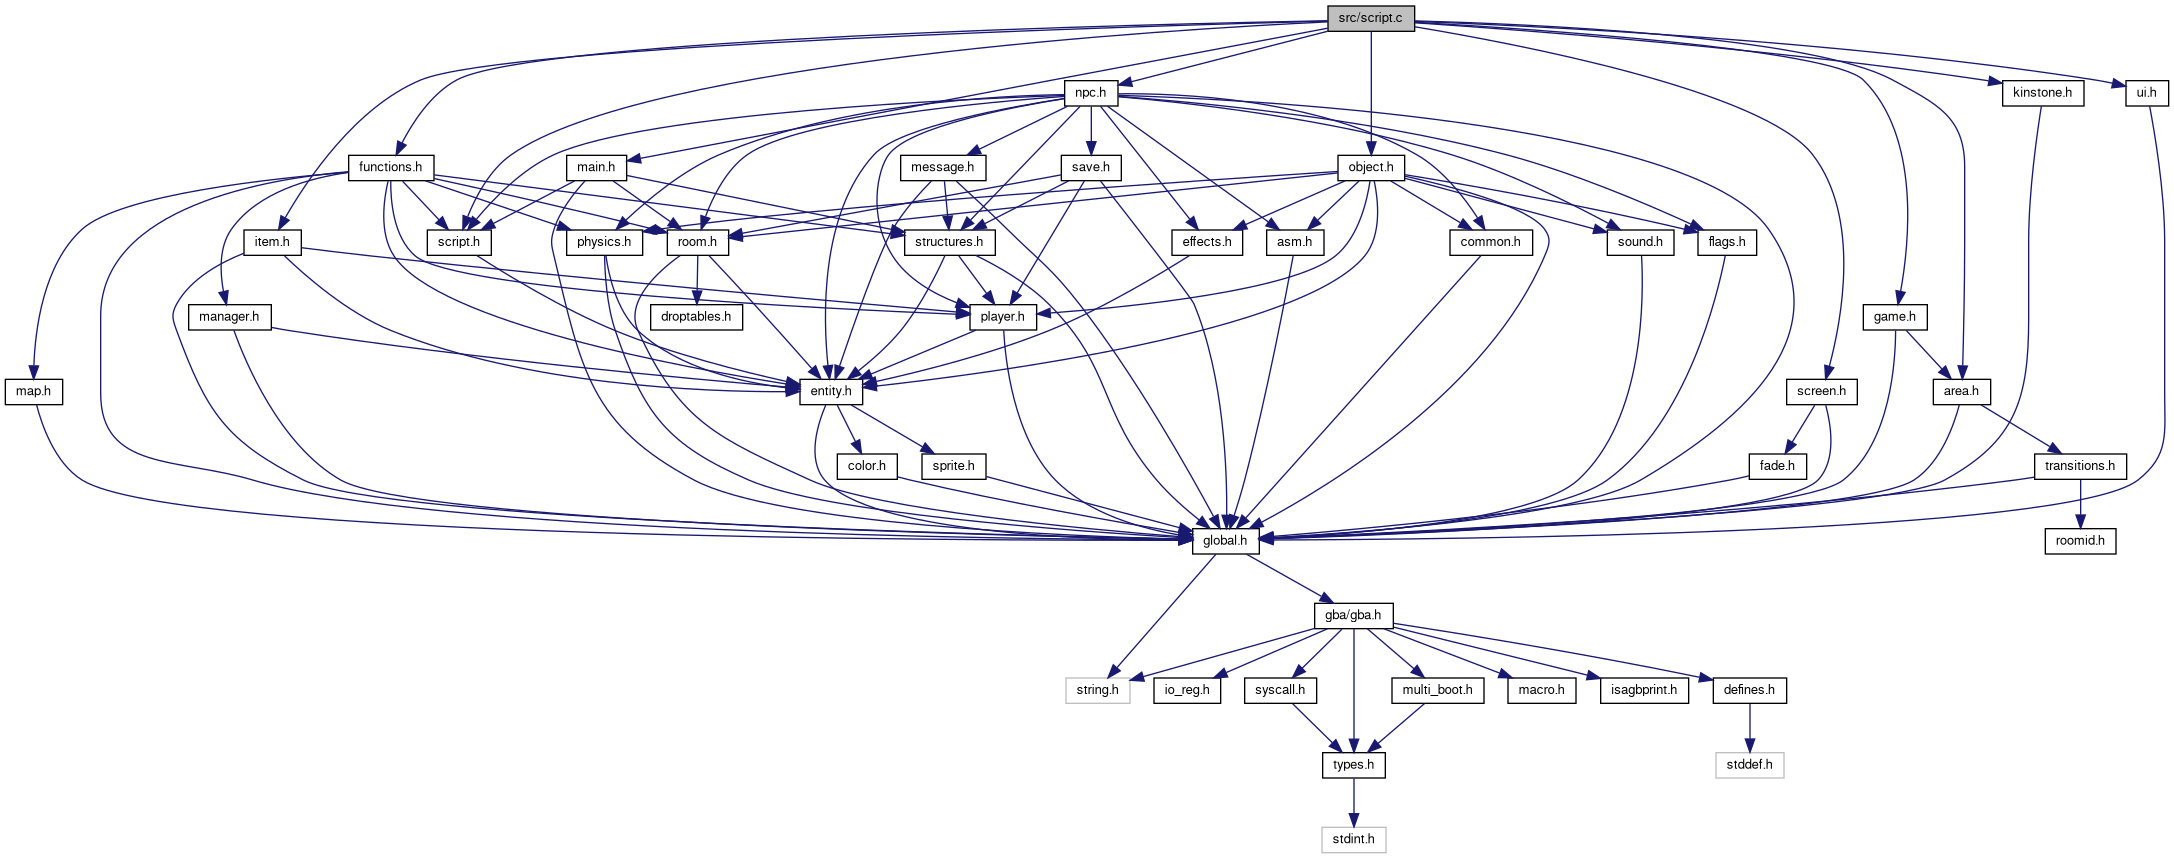 src/script.c
npc.h
kinstone.h
ui.h
functions.h
main.h
message.h
save.h
object.h
item.h
script.h
physics.h
room.h
structures.h
effects.h
asm.h
common.h
sound.h
flags.h
manager.h
droptables.h
player.h
game.h
map.h
entity.h
screen.h
area.h
color.h
sprite.h
fade.h
transitions.h
global.h
roomid.h
gba/gba.h
string.h
io_reg.h
syscall.h
multi_boot.h
macro.h
isagbprint.h
defines.h
types.h
stddef.h
stdint.h